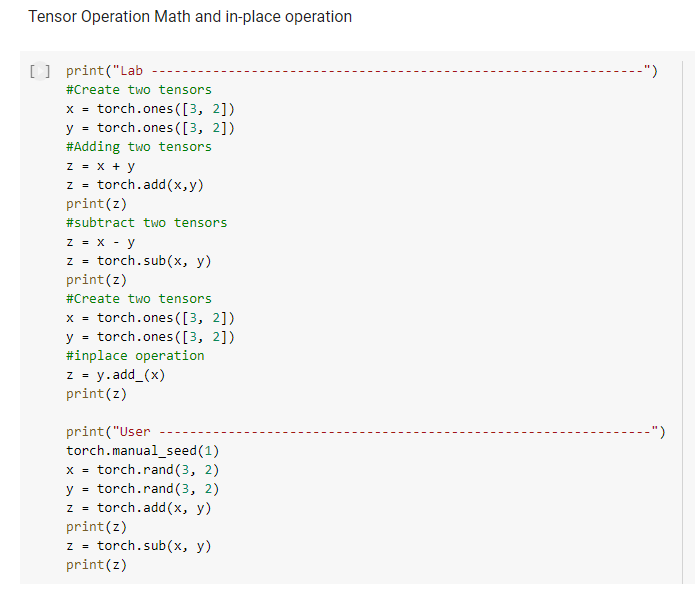 Tensor Operation Math and in-place operation
[ ] print("Lab ----------------------------------------------------------------")
#Create two tensors
x = torch.ones([3, 2])
y = torch.ones([3, 2])
#Adding two tensors
z = x + y
z = torch.add(x,y)
print(z)
#subtract two tensors
z = x - y
z = torch.sub(x, y)
print(z)
#Create two tensors
x = torch.ones([3, 2])
y = torch.ones([3, 2])
#inplace operation
z = y.add_(x)
print(z)
print("User ----------------------------------------------------------------")
torch.manual_seed(1)
x = torch.rand(3, 2)
y = torch.rand(3, 2)
z = torch.add(x, y)
print(z)
z = torch.sub(x, y)
print(z)